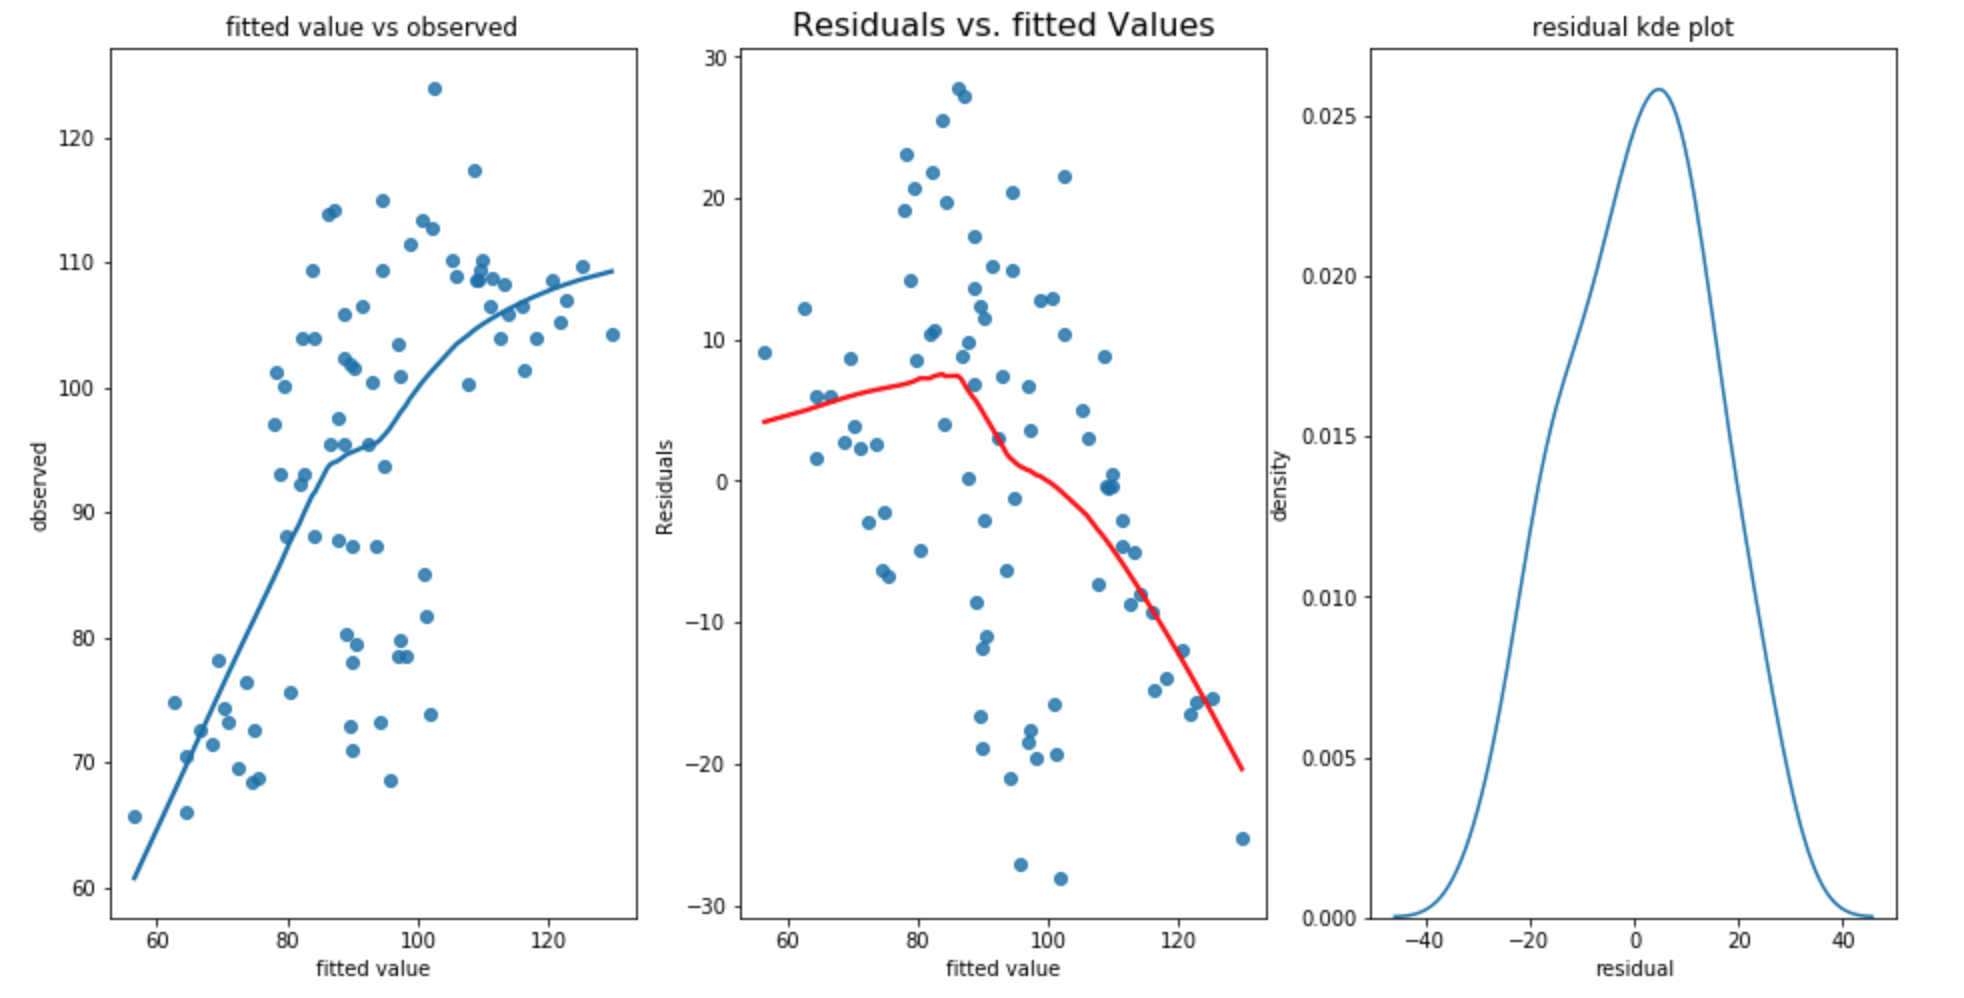 fitted value vs observed
observed
120
110
100
90
80
70
60
60 80 100 120
fitted value
Residuals vs. fitted Values
Residuals
30
20
10
0
−10
−20
−30
60 80 100 120
fitted value
residual kde plot
density
0.025
0.020
0.015
0.010
0.005
0.000
−40 −20 0 20 40
residual